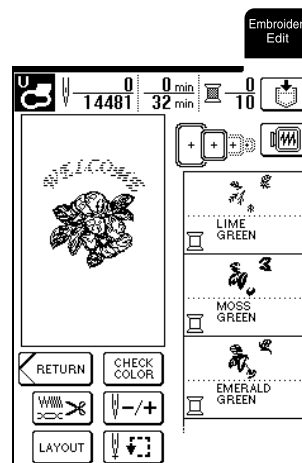 Embroider
Edit
U
0
14481
0 min
32 min
0
10
WELCOME
LIME
GREEN
MOSS
GREEN
EMERALD
GREEN
RETURN
CHECK
COLOR
-/+
LAYOUT